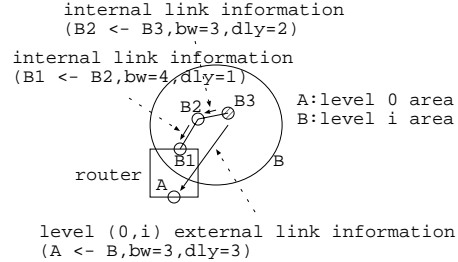 internal link information
(B2 <- B3,bw=3,dly=2)
internal link information
(B1 <- B2,bw=4,dly=1)
B2
B3
A:level 0 area
B:level i area
B1
B
router
A
level (0,i) external link information
(A <- B,bw=3,dly=3)